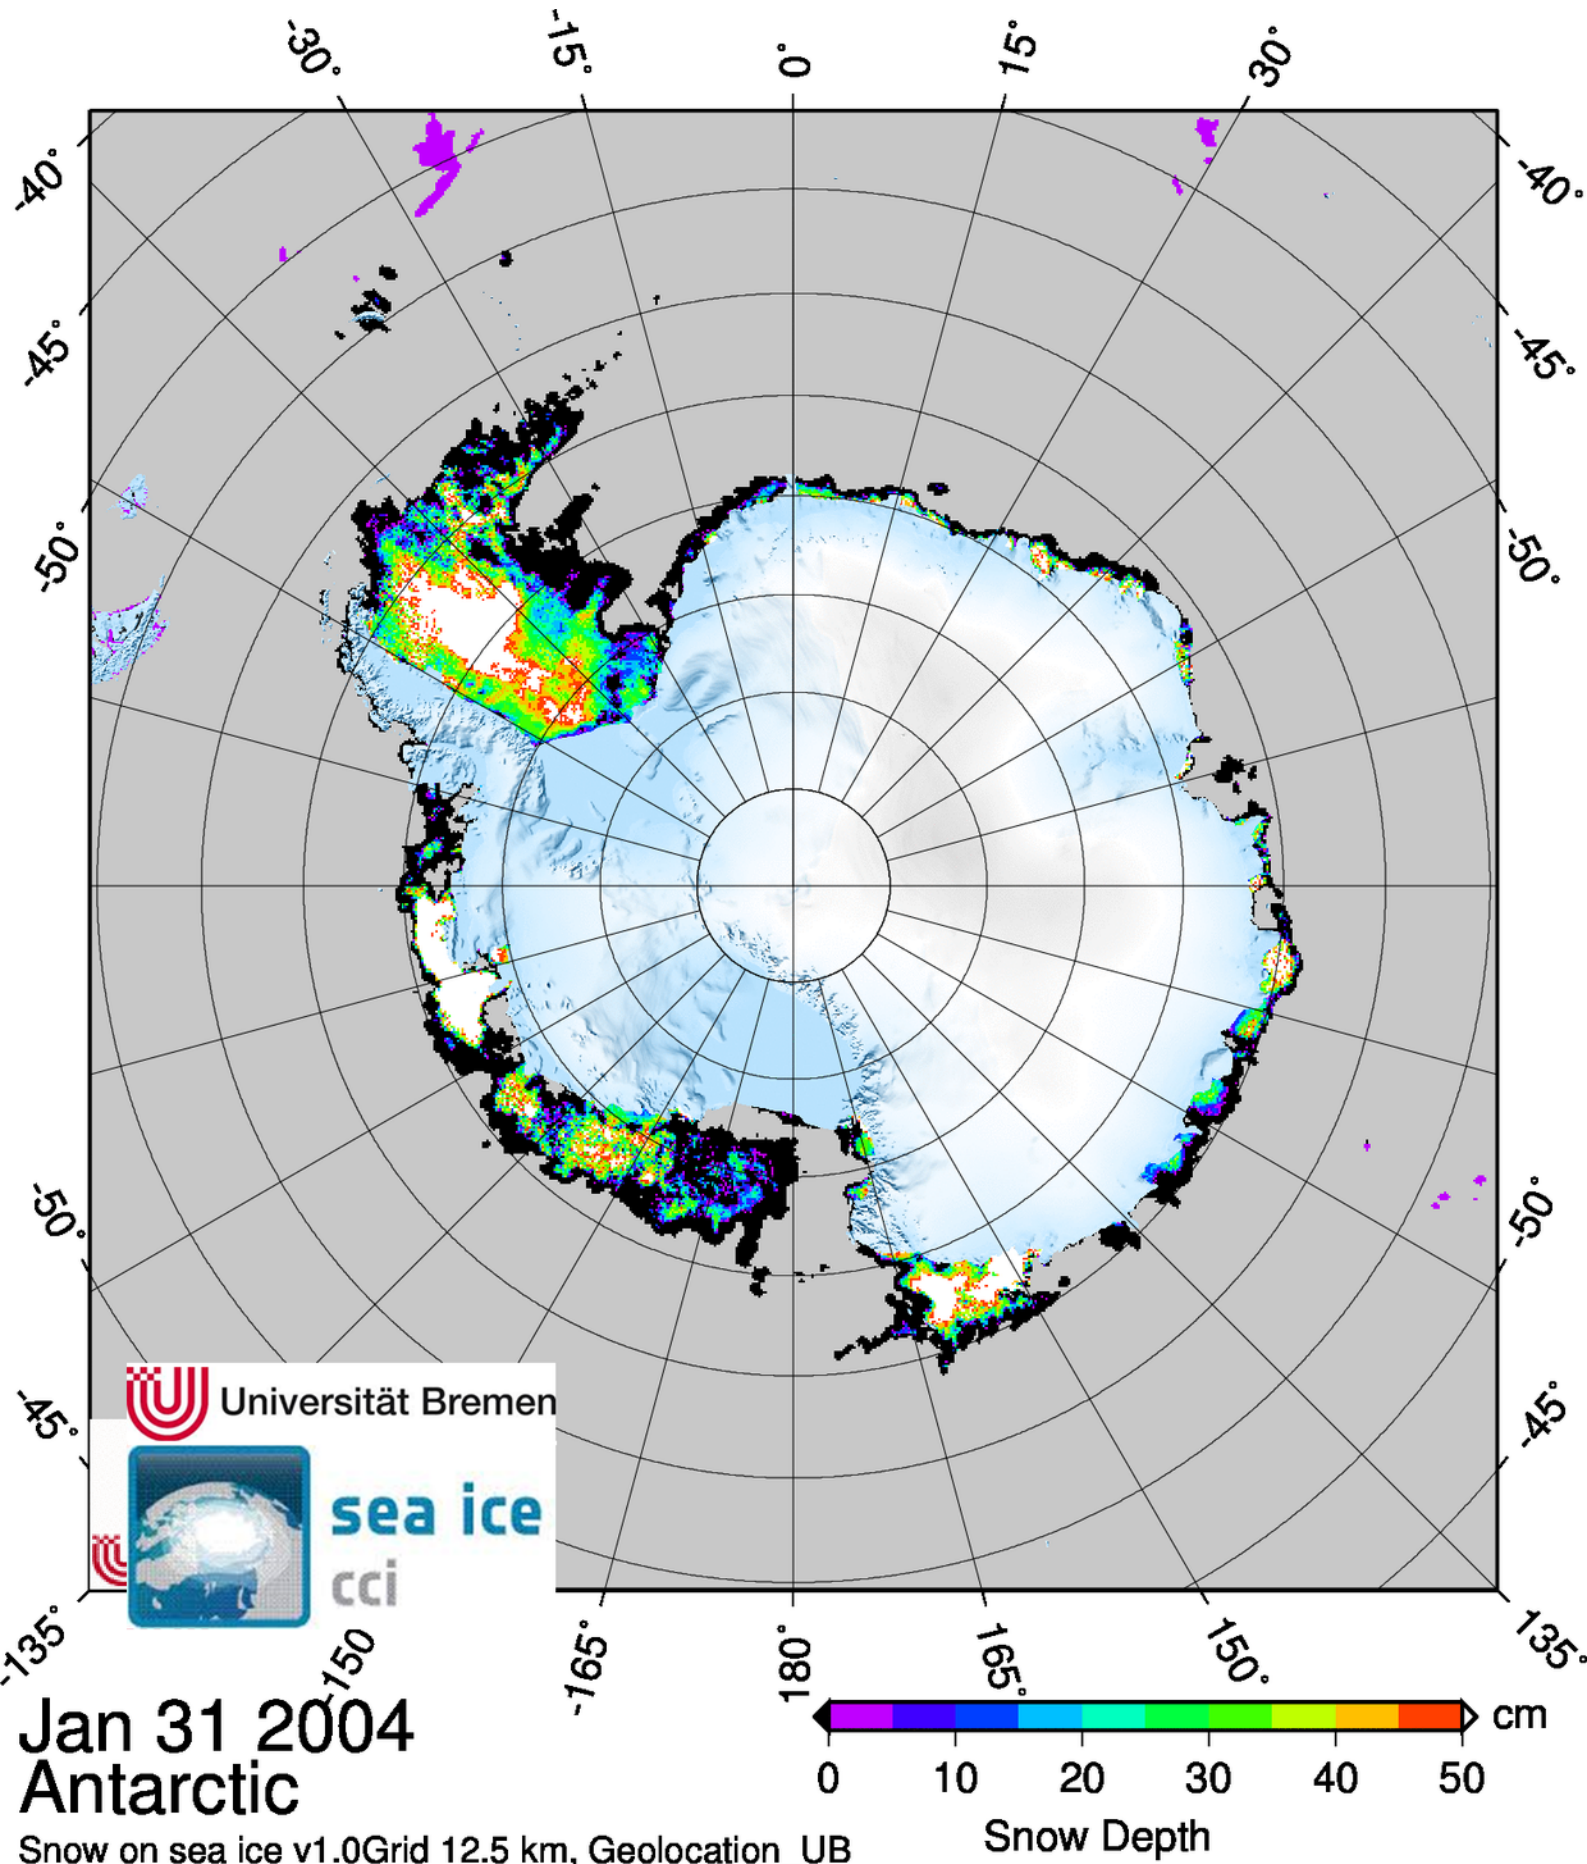 -30° -15° 0° 15° 30°
-40° -40°
-45° -45°
-50° -50°
-50° -50°
-45° -45°
Universität Bremen
sea ice
cci
-135° -150 -165° 180° 165° 150° 135°
Jan 31 2004
Antarctic
Snow on sea ice v1.0Grid 12.5 km, Geolocation UB
cm
0 10 20 30 40 50
Snow Depth